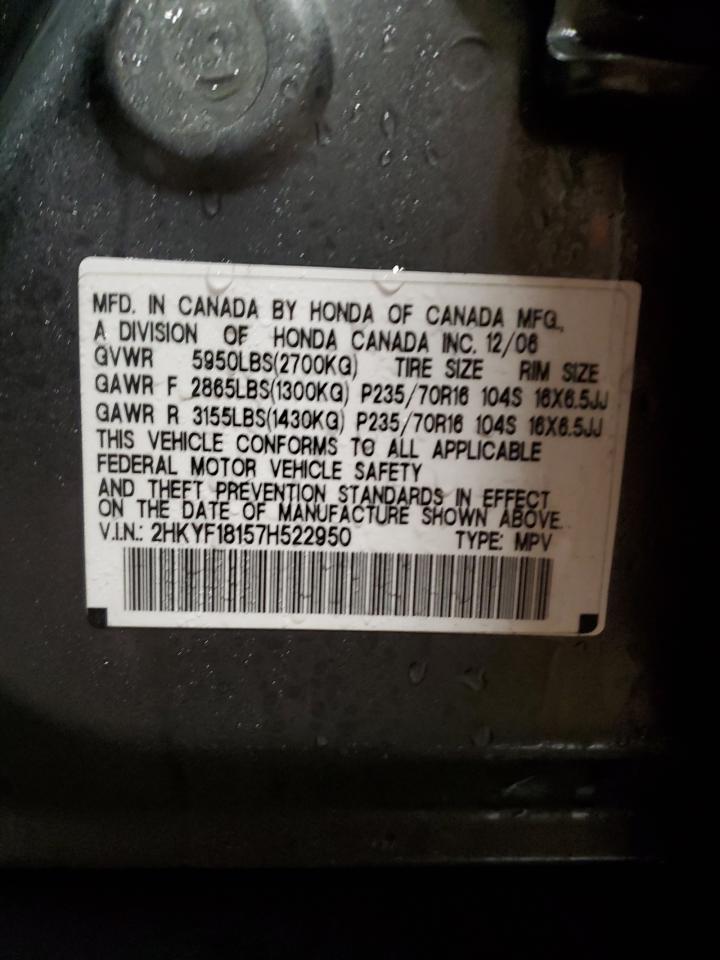 MFD. IN CANADA BY HONDA OF CANADA MFG.,
A DIVISION OF HONDA CANADA INC. 12/06
GVWR 5950LBS(2700KG) TIRE SIZE RIM SIZE
GAWR F 2865LBS(1300KG) P235/70R16 104S 16X6.5JJ
GAWR R 3155LBS(1430KG) P235/70R16 104S 16X6.5JJ
THIS VEHICLE CONFORMS TO ALL APPLICABLE
FEDERAL MOTOR VEHICLE SAFETY
AND THEFT PREVENTION STANDARDS IN EFFECT
ON THE DATE OF MANUFACTURE SHOWN ABOVE.
V.I.N.: 2HKYF18157H522950 TYPE: MPV